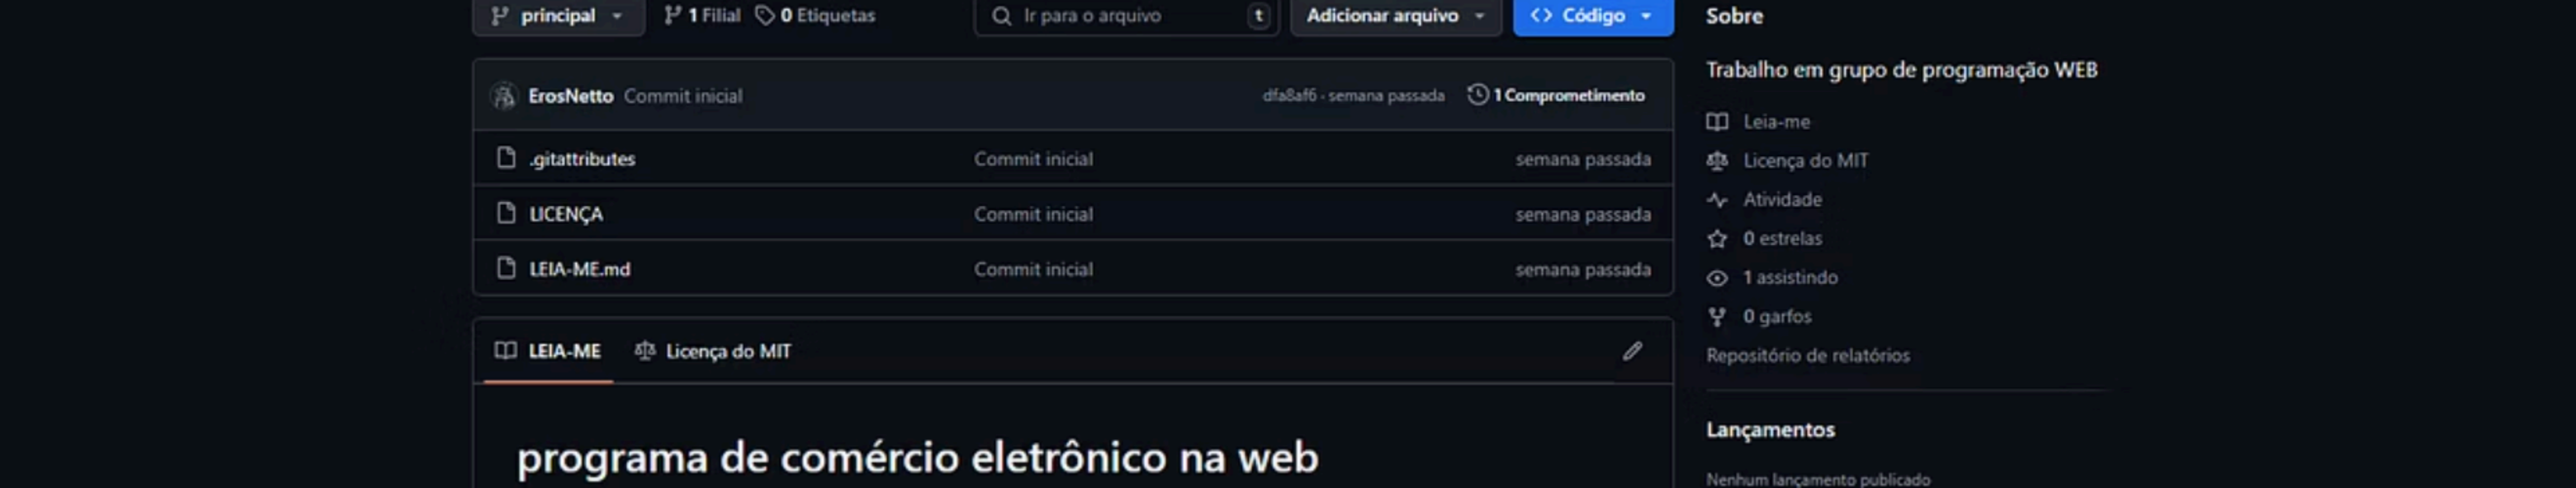 principal 1 Filial 0 Etiquetas Ir para o arquivo t Adicionar arquivo Código
ErosNetto Commit inicial dfa8af6 · semana passada 1 Comprometimento
.gitattributes Commit inicial semana passada
LICENÇA Commit inicial semana passada
LEIA-ME.md Commit inicial semana passada
LEIA-ME Licença do MIT
programa de comércio eletrônico na web
Sobre
Trabalho em grupo de programação WEB
Leia-me
Licença do MIT
Atividade
0 estrelas
1 assistindo
0 garfos
Repositório de relatórios
Lançamentos
Nenhum lançamento publicado